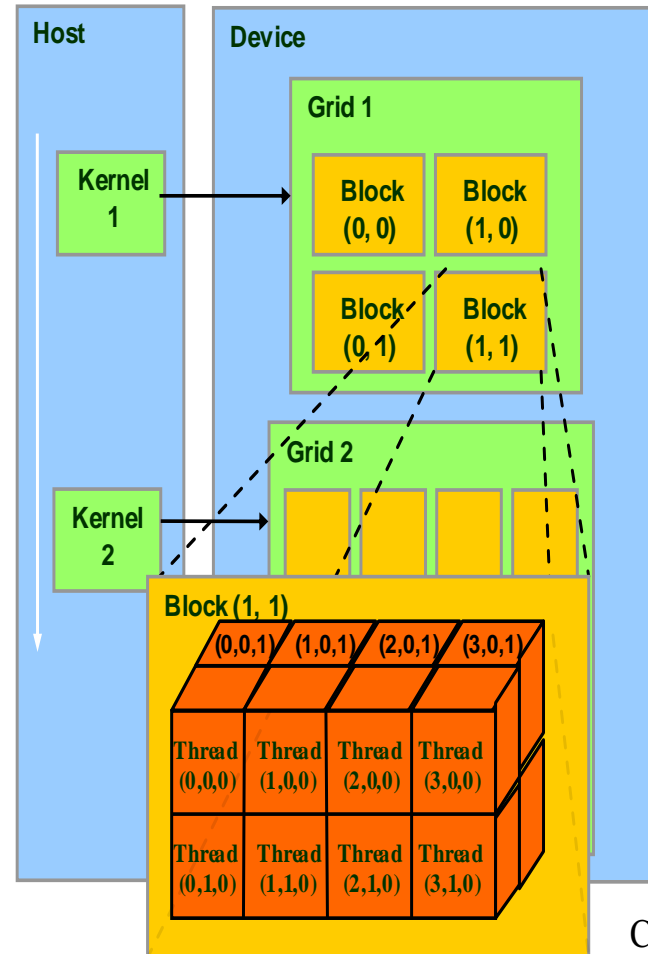 Host
Device
Grid 1
Kernel
1
Block
(0, 0)
Block
(1, 0)
Block
(0, 1)
Block
(1, 1)
Grid 2
Kernel
2
Block (1, 1)
(0,0,1)
(1,0,1)
(2,0,1)
(3,0,1)
Thread
(0,0,0)
Thread
(1,0,0)
Thread
(2,0,0)
Thread
(3,0,0)
Thread
(0,1,0)
Thread
(1,1,0)
Thread
(2,1,0)
Thread
(3,1,0)